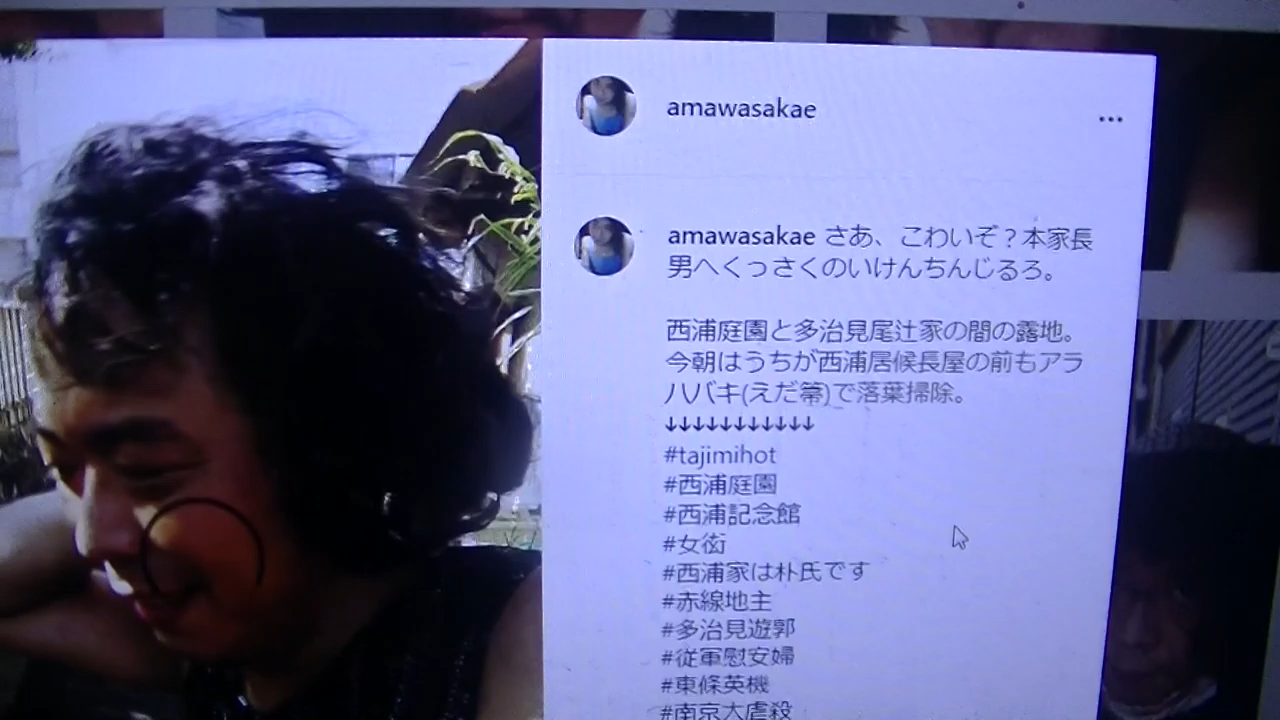 amawasakae
...
amawasakae さあ、こわいぞ？本家長
男へくっさくのいけんちんじるろ。
西浦庭園と多治見尾辻家の間の露地。
今朝はうちが西浦居候長屋の前もアラ
ハバキ(えだ箒)で落葉掃除。
↓↓↓↓↓↓↓↓↓↓↓
#tajimihot
#西浦庭園
#西浦記念館
#女衒
#西浦家は朴氏です
#赤線地主
#多治見遊郭
#従軍慰安婦
#東條英機
#南京大虐殺